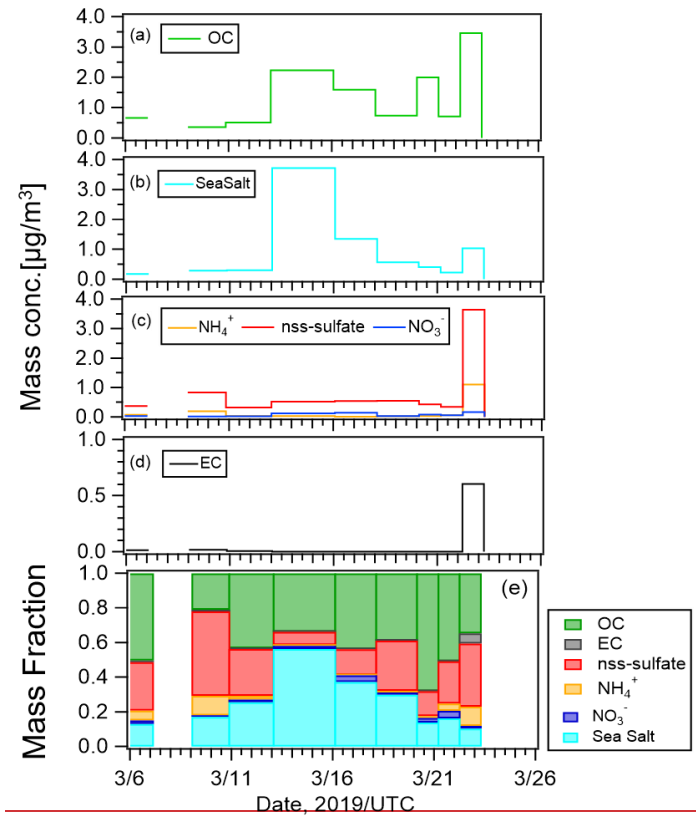 4.0
(a)
OC
3.0
2.0
1.0
0.0
4.0
(b)
SeaSalt
3.0
2.0
1.0
0.0
4.0
(c)
NH₄⁺ nss-sulfate NO₃⁻
3.0
2.0
1.0
0.0
1.0
(d)
EC
0.5
0.0
Mass conc.[µg/m³]
1.0
(e)
0.8
0.6
0.4
0.2
0.0
Mass Fraction
3/6 3/11 3/16 3/21 3/26
Date, 2019/UTC
OC
EC
nss-sulfate
NH₄⁺
NO₃⁻
Sea Salt